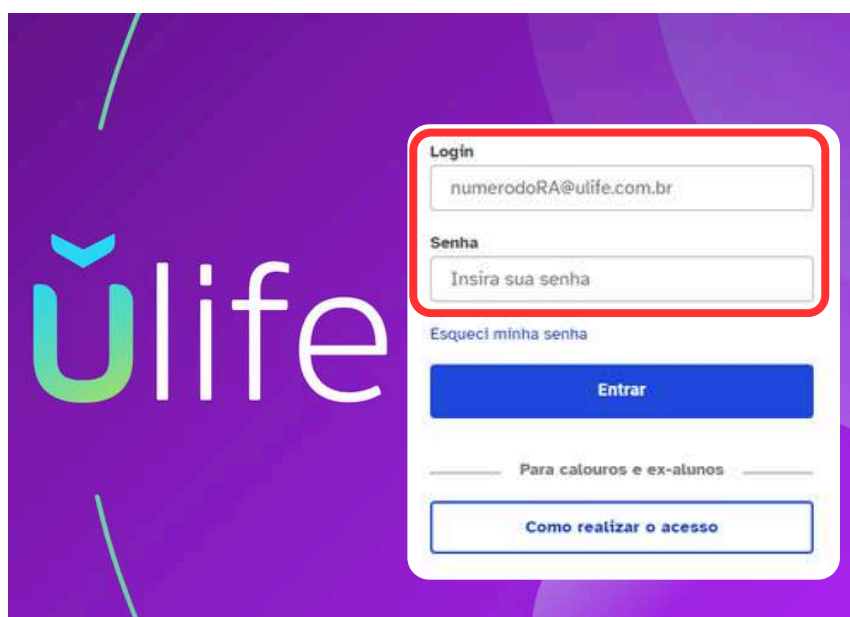 ulife
Login
numerodoRA@ulife.com.br
Senha
Insira sua senha
Esqueci minha senha
Entrar
Para calouros e ex-alunos
Como realizar o acesso